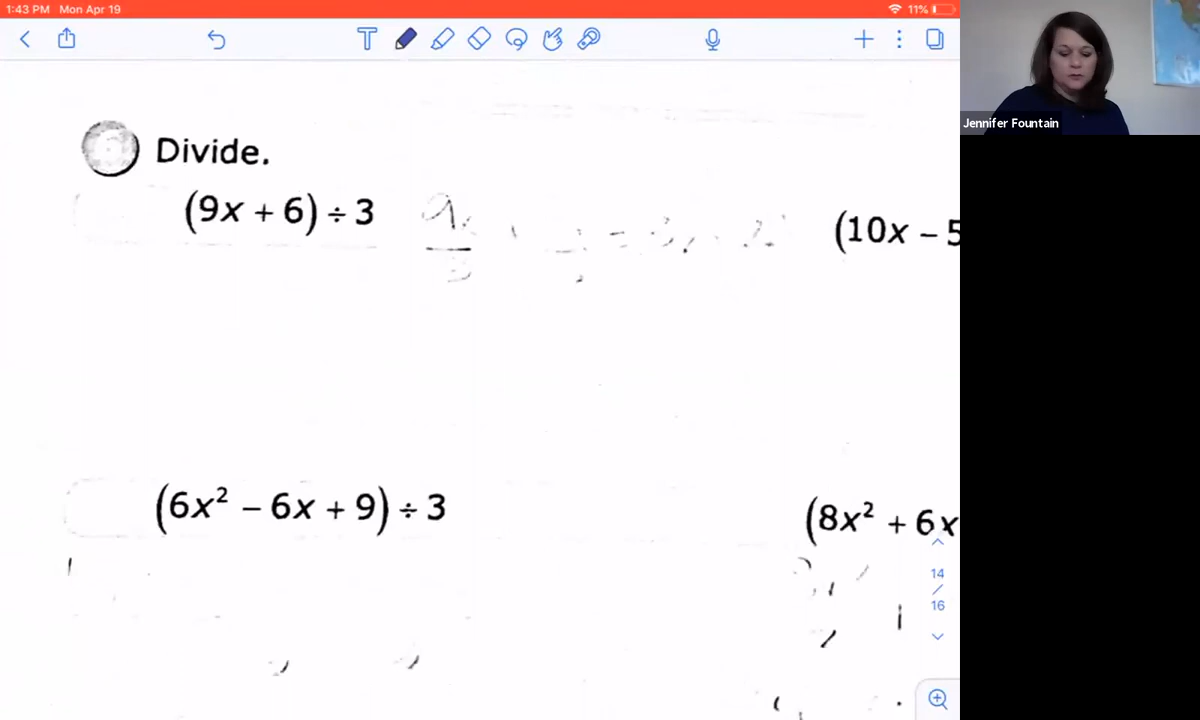 1:43 PM Mon Apr 19
11%
T
Jennifer Fountain
Divide.
(9x + 6) ÷ 3
(10x – 5
(6x² – 6x + 9) ÷ 3
(8x² + 6x
14
/
16